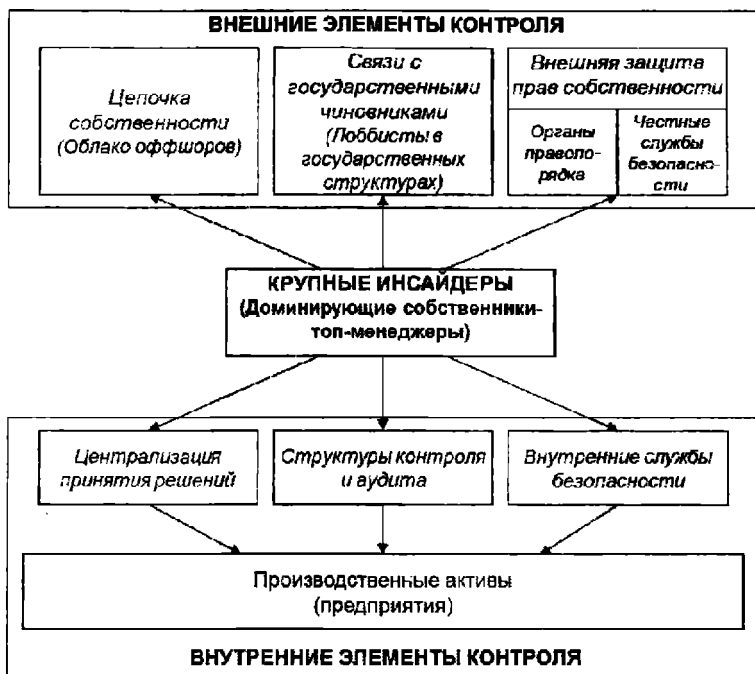 ВНЕШНИЕ ЭЛЕМЕНТЫ КОНТРОЛЯ
Цепочка
собственности
(Облако оффшоров)
Связи с
государственными
чиновниками
(Лоббисты в
государственных
структурах)
Внешняя защита
прав собственности
Органы
правопо-
рядка
Честные
службы
безопасно-
сти
КРУПНЫЕ ИНСАЙДЕРЫ
(Доминирующие собственники-
топ-менеджеры)
Централизация
принятия решений
Структуры контроля
и аудита
Внутренние службы
безопасности
Производственные активы
(предприятия)
ВНУТРЕННИЕ ЭЛЕМЕНТЫ КОНТРОЛЯ